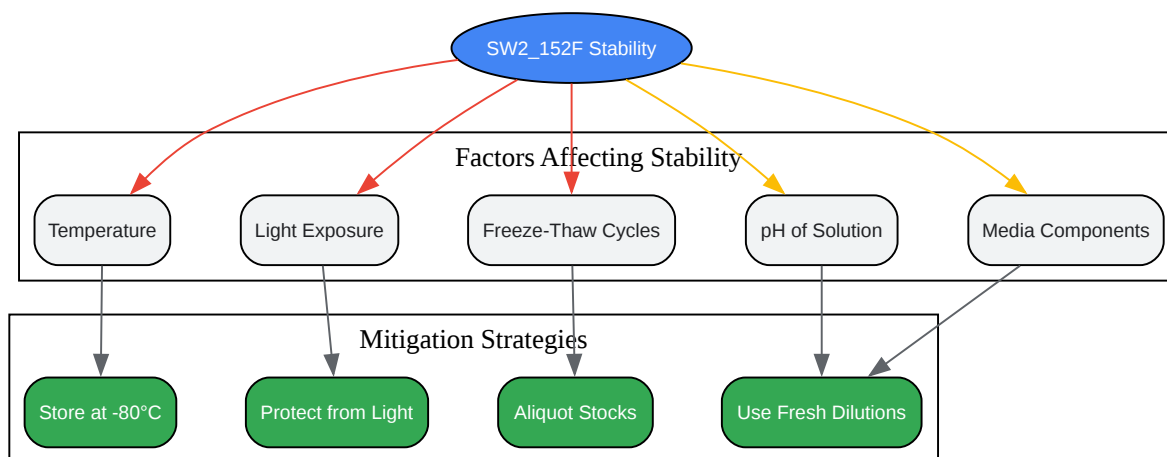 SW2_152F Stability
Factors Affecting Stability
Temperature
Light Exposure
Freeze-Thaw Cycles
pH of Solution
Media Components
Mitigation Strategies
Store at -80°C
Protect from Light
Aliquot Stocks
Use Fresh Dilutions